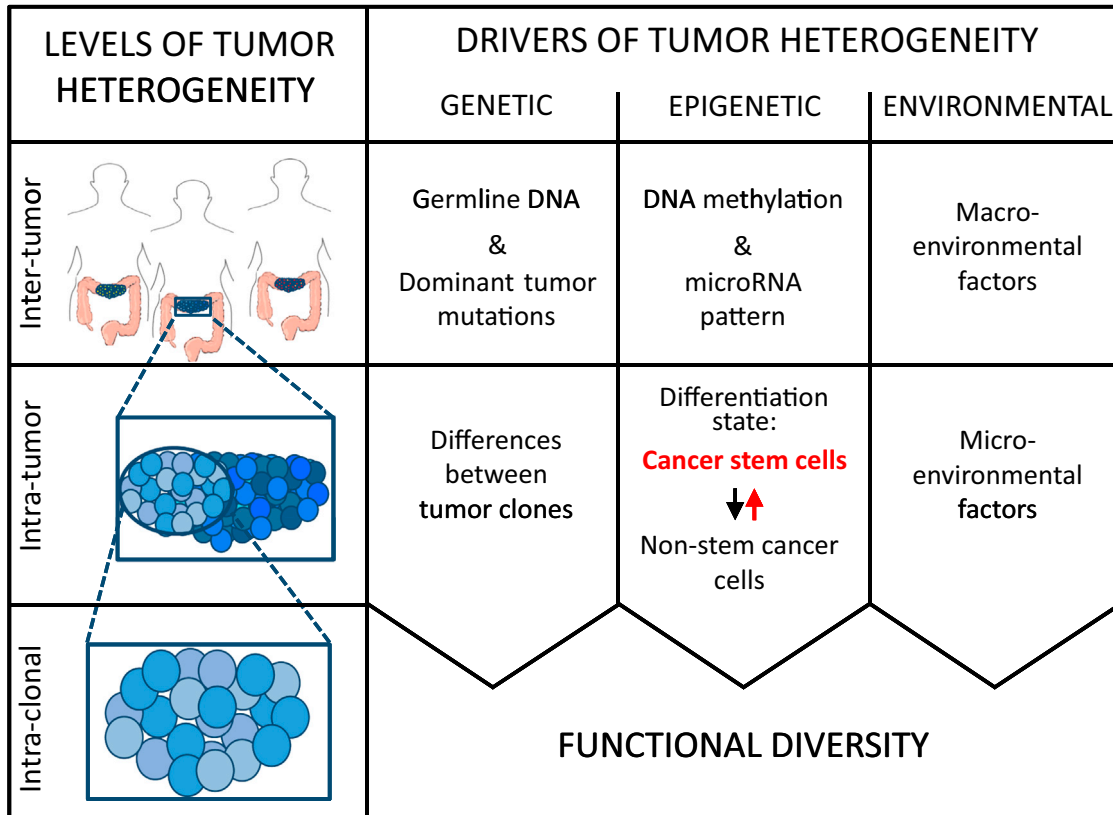 LEVELS OF TUMOR
HETEROGENEITY
DRIVERS OF TUMOR HETEROGENEITY
GENETIC
EPIGENETIC
ENVIRONMENTAL
Inter-tumor
Germline DNA
&
Dominant tumor
mutations
DNA methylation
&
microRNA
pattern
Macro-
environmental
factors
Intra-tumor
Differences
between
tumor clones
Differentiation
state:
Cancer stem cells
Non-stem cancer
cells
Micro-
environmental
factors
Intra-clonal
FUNCTIONAL DIVERSITY